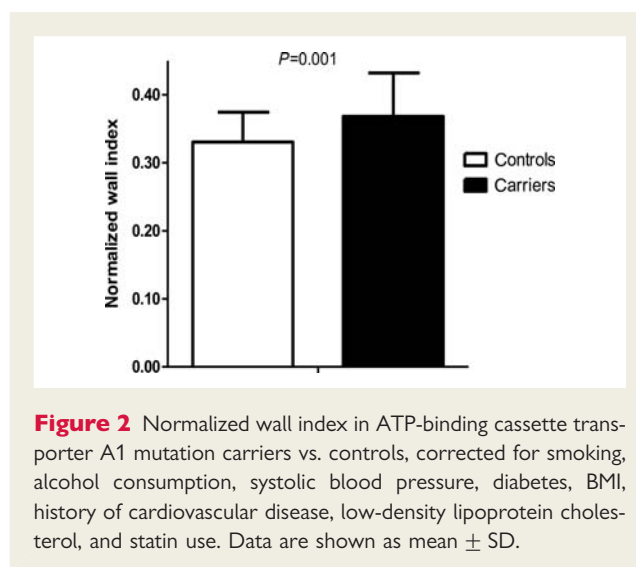 P=0.001
Normalized wall index
0.40
0.30
0.20
0.10
0.00
Controls
Carriers
Figure 2 Normalized wall index in ATP-binding cassette trans-
porter A1 mutation carriers vs. controls, corrected for smoking,
alcohol consumption, systolic blood pressure, diabetes, BMI,
history of cardiovascular disease, low-density lipoprotein choles-
terol, and statin use. Data are shown as mean ± SD.